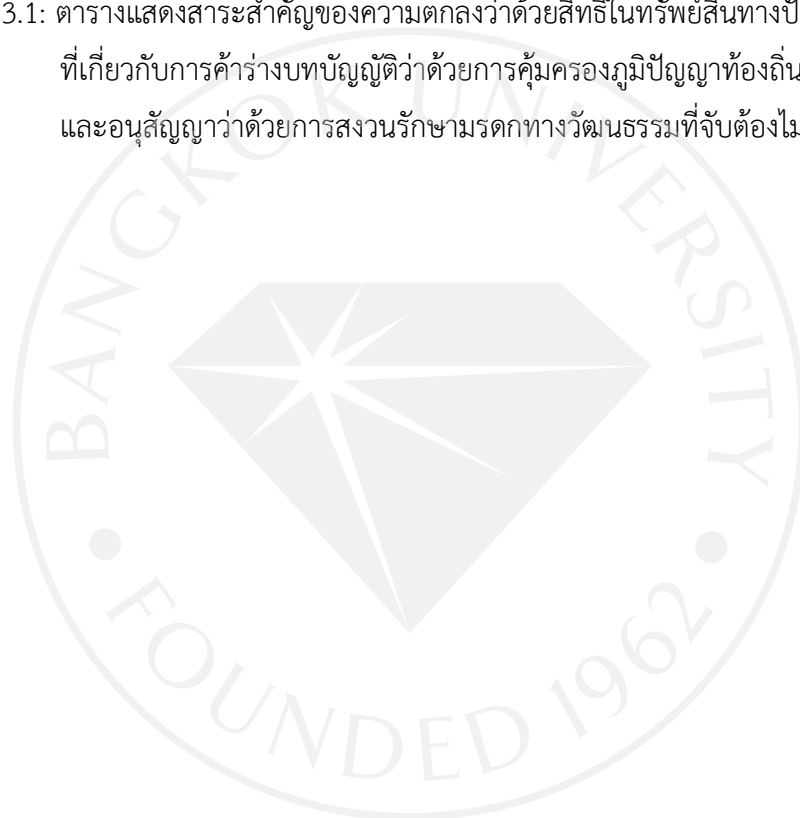 3.1: ตารางแสดงสาระสำคัญของความตกลงว่าด้วยสิทธิในทรัพย์สินทางปั
ที่เกี่ยวกับการค้าร่างบทบัญญัติว่าด้วยการคุ้มครองภูมิปัญญาท้องถิ่น
และอนุสัญญาว่าด้วยการสงวนรักษามรดกทางวัฒนธรรมที่จับต้องไม
BANGKOK UNIVERSITY
• FOUNDED 1962 •